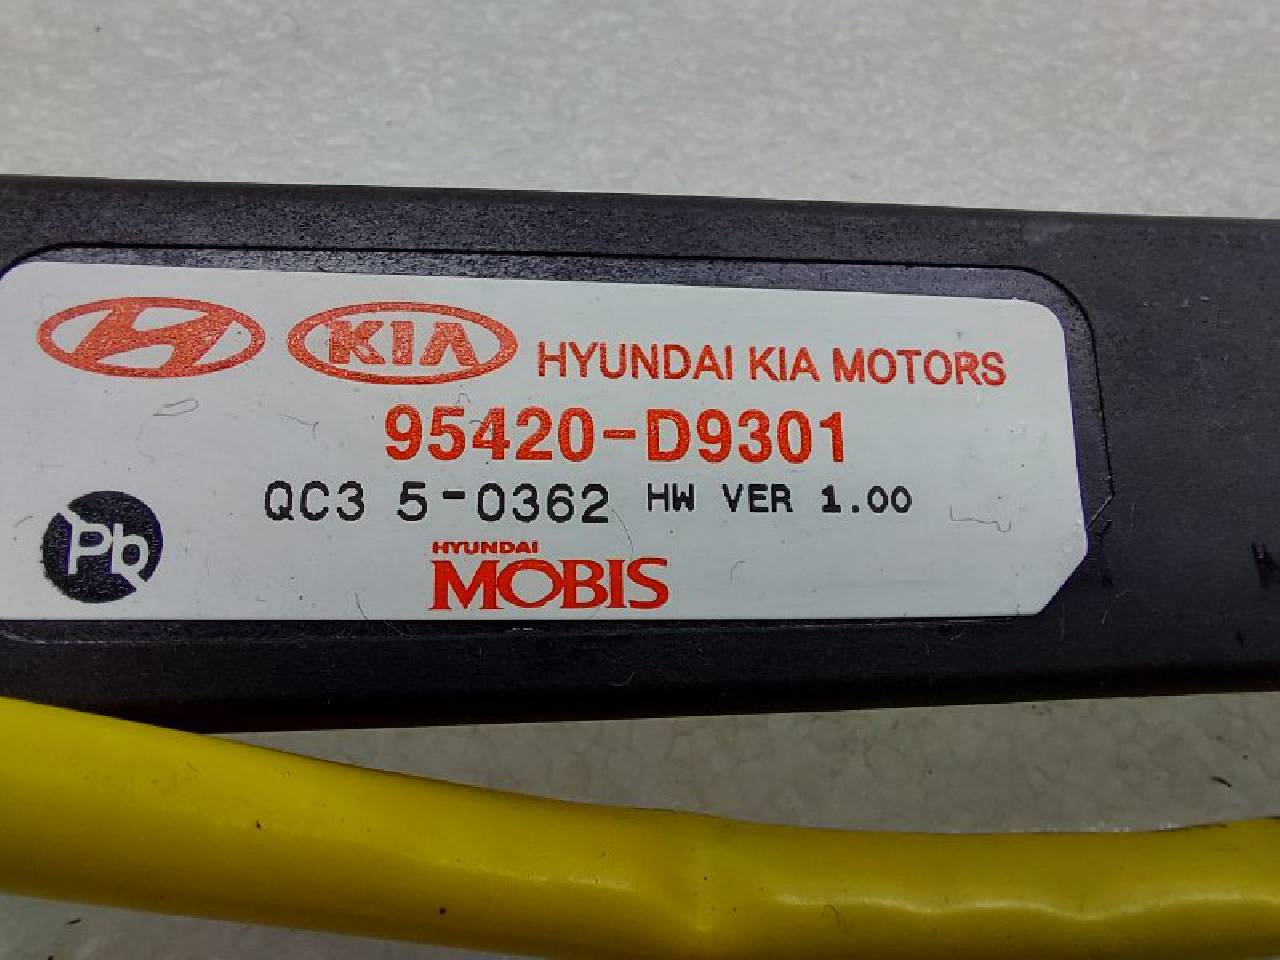 KIA HYUNDAI KIA MOTORS
95420-D9301
QC3 5-0362 HW VER 1.00
Pb
HYUNDAI
MOBIS